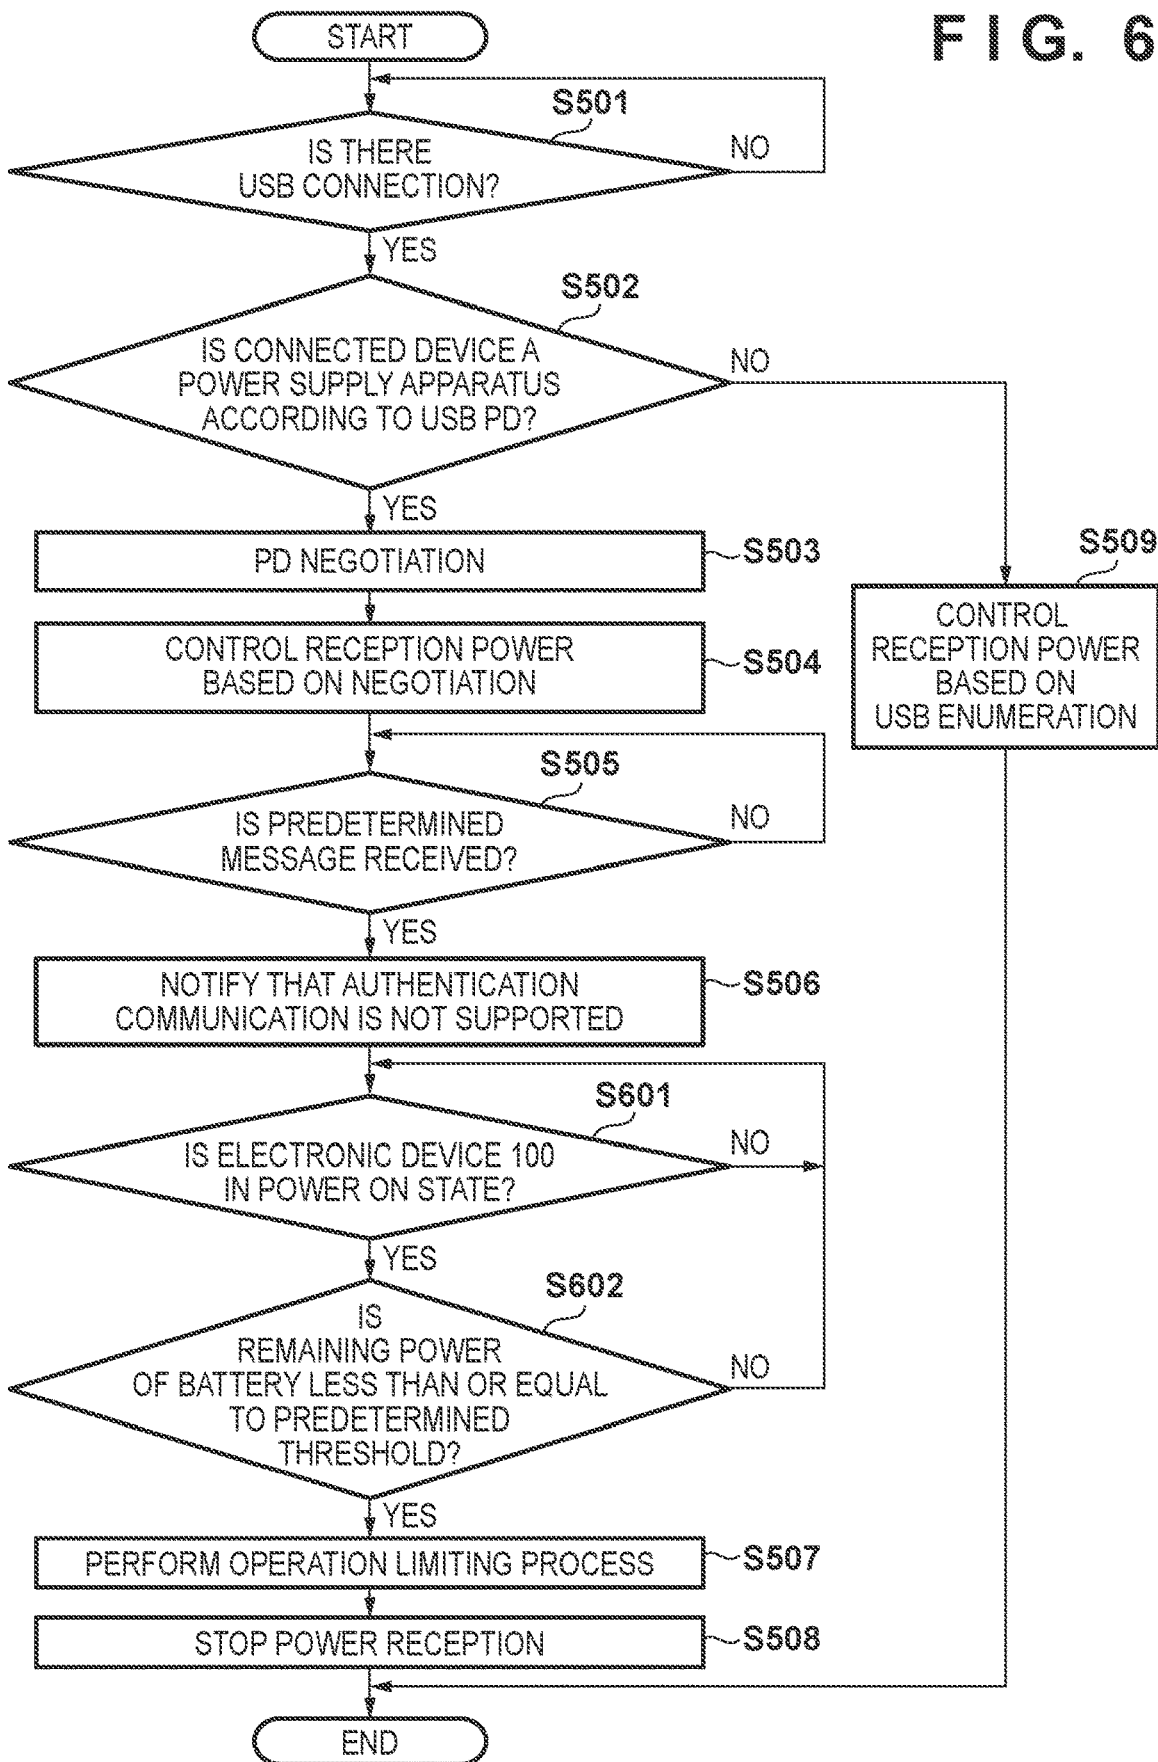 FIG. 6
START
S501
IS THERE
USB CONNECTION?
NO
YES
S502
IS CONNECTED DEVICE A
POWER SUPPLY APPARATUS
ACCORDING TO USB PD?
NO
YES
PD NEGOTIATION
S503
CONTROL RECEPTION POWER
BASED ON NEGOTIATION
S504
S509
CONTROL
RECEPTION POWER
BASED ON
USB ENUMERATION
S505
IS PREDETERMINED
MESSAGE RECEIVED?
NO
YES
NOTIFY THAT AUTHENTICATION
COMMUNICATION IS NOT SUPPORTED
S506
S601
IS ELECTRONIC DEVICE 100
IN POWER ON STATE?
NO
YES
S602
IS
REMAINING POWER
OF BATTERY LESS THAN OR EQUAL
TO PREDETERMINED
THRESHOLD?
NO
YES
PERFORM OPERATION LIMITING PROCESS
S507
STOP POWER RECEPTION
S508
END